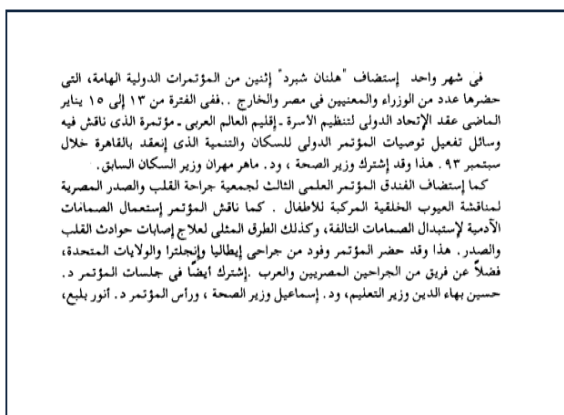 فى شهر واحد إستضاف "هلنان شبرد" إثنين من المؤتمرات الدولية الهامة، التى
حضرها عدد من الوزراء والمعنيين فى مصر والخارج ..ففى الفترة من ١٣ إلى ١٥ يناير
الماضى عقد الإتحاد الدولى لتنظيم الاسرة ـ إقليم العالم العربى ـ مؤتمرة الذى ناقش فيه
وسائل تفعيل توصيات المؤتمر الدولى للسكان والتنمية الذى إنعقد بالقاهرة خلال
سبتمبر ٩٣. هذا وقد إشترك وزير الصحة ، ود. ماهر مهران وزير السكان السابق.
كما إستضاف الفندق المؤتمر العلمى الثالث لجمعية جراحة القلب والصدر المصرية
لمناقشة العيوب الخلقية المركبة للاطفال . كما ناقش المؤتمر إستعمال الصمامات
الآدمية لإستبدال الصمامات التالفة، وكذلك الطرق المثلى لعلاج إصابات حوادث القلب
والصدر. هذا وقد حضر المؤتمر وفود من جراحى إيطاليا وإنجلترا والولايات المتحدة،
فضلاً عن فريق من الجراحين المصريين والعرب .إشترك أيضًا فى جلسات المؤتمر د.
حسين بهاء الدين وزير التعليم، ود. إسماعيل وزير الصحة ، ورأس المؤتمر د. أنور بليغ،